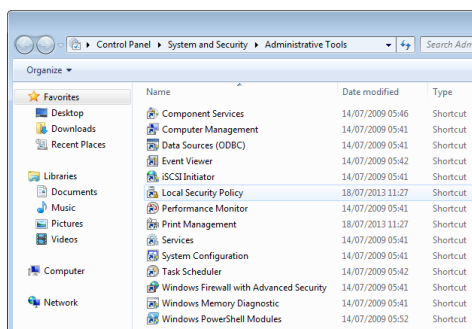 Control Panel ▸ System and Security ▸ Administrative Tools
Search Adm
Organize
Favorites
Desktop
Downloads
Recent Places
Libraries
Documents
Music
Pictures
Videos
Computer
Network
Name Date modified Type
Component Services 14/07/2009 05:46 Shortcut
Computer Management 14/07/2009 05:41 Shortcut
Data Sources (ODBC) 14/07/2009 05:41 Shortcut
Event Viewer 14/07/2009 05:42 Shortcut
iSCSI Initiator 14/07/2009 05:41 Shortcut
Local Security Policy 18/07/2013 11:27 Shortcut
Performance Monitor 14/07/2009 05:41 Shortcut
Print Management 18/07/2013 11:27 Shortcut
Services 14/07/2009 05:41 Shortcut
System Configuration 14/07/2009 05:41 Shortcut
Task Scheduler 14/07/2009 05:42 Shortcut
Windows Firewall with Advanced Security 14/07/2009 05:41 Shortcut
Windows Memory Diagnostic 14/07/2009 05:41 Shortcut
Windows PowerShell Modules 14/07/2009 05:52 Shortcut